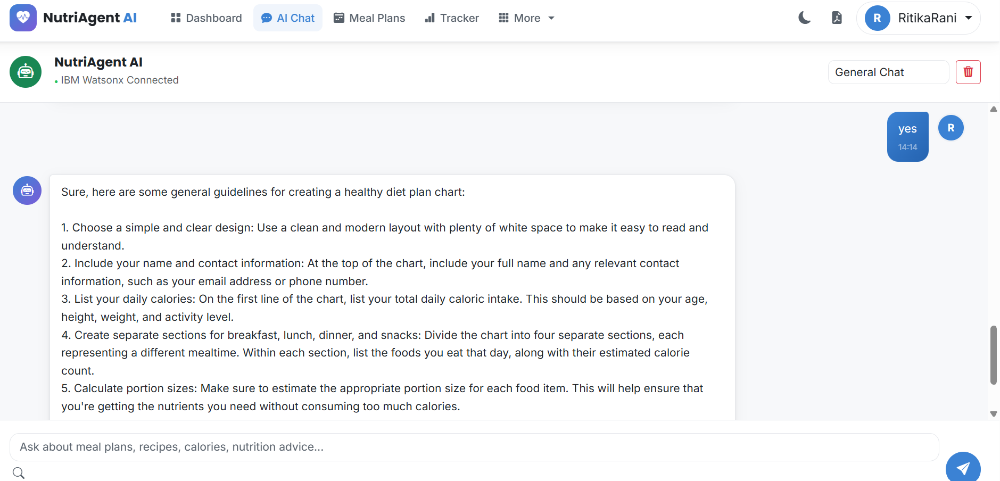 NutriAgent AI
Dashboard
AI Chat
Meal Plans
Tracker
More
R
RitikaRani
NutriAgent AI
IBM Watsonx Connected
General Chat
yes
14:14
R
Sure, here are some general guidelines for creating a healthy diet plan chart:
1. Choose a simple and clear design: Use a clean and modern layout with plenty of white space to make it easy to read and
understand.
2. Include your name and contact information: At the top of the chart, include your full name and any relevant contact
information, such as your email address or phone number.
3. List your daily calories: On the first line of the chart, list your total daily caloric intake. This should be based on your age,
height, weight, and activity level.
4. Create separate sections for breakfast, lunch, dinner, and snacks: Divide the chart into four separate sections, each
representing a different mealtime. Within each section, list the foods you eat that day, along with their estimated calorie
count.
5. Calculate portion sizes: Make sure to estimate the appropriate portion size for each food item. This will help ensure that
you're getting the nutrients you need without consuming too much calories.
Ask about meal plans, recipes, calories, nutrition advice...